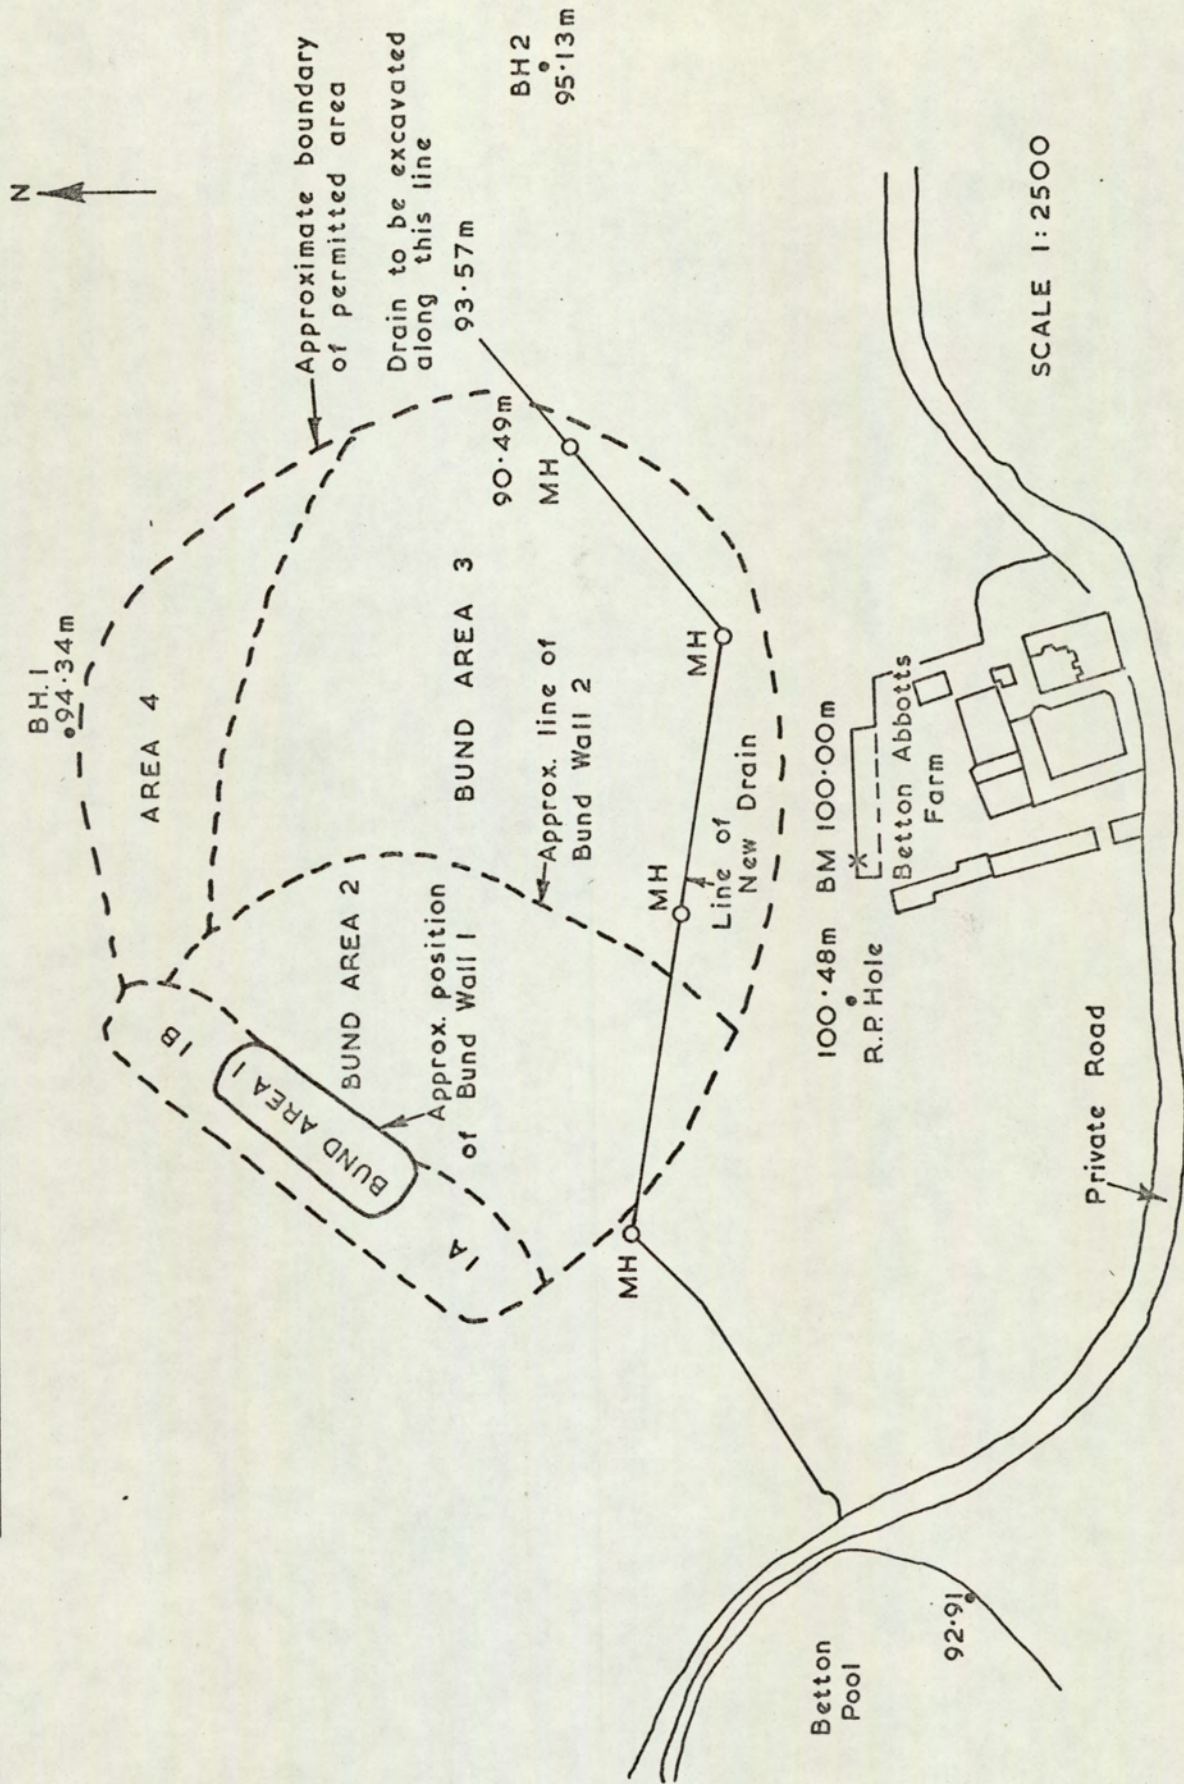 N
BH.1
94·34m
Approximate boundary
of permitted area
AREA 4
Drain to be excavated
along this line
1B
BUND AREA 1
BUND AREA 2
Approx. position
of Bund Wall 1
1A
BUND AREA 3
93·57m
90·49m
MH
BH2
95·13m
Approx. line of
Bund Wall 2
MH
MH
MH
Line of
New Drain
100·48m
R.P. Hole
BM 100·00m
Betton Abbotts
Farm
Betton
Pool
92·91
Private Road
SCALE 1:2500